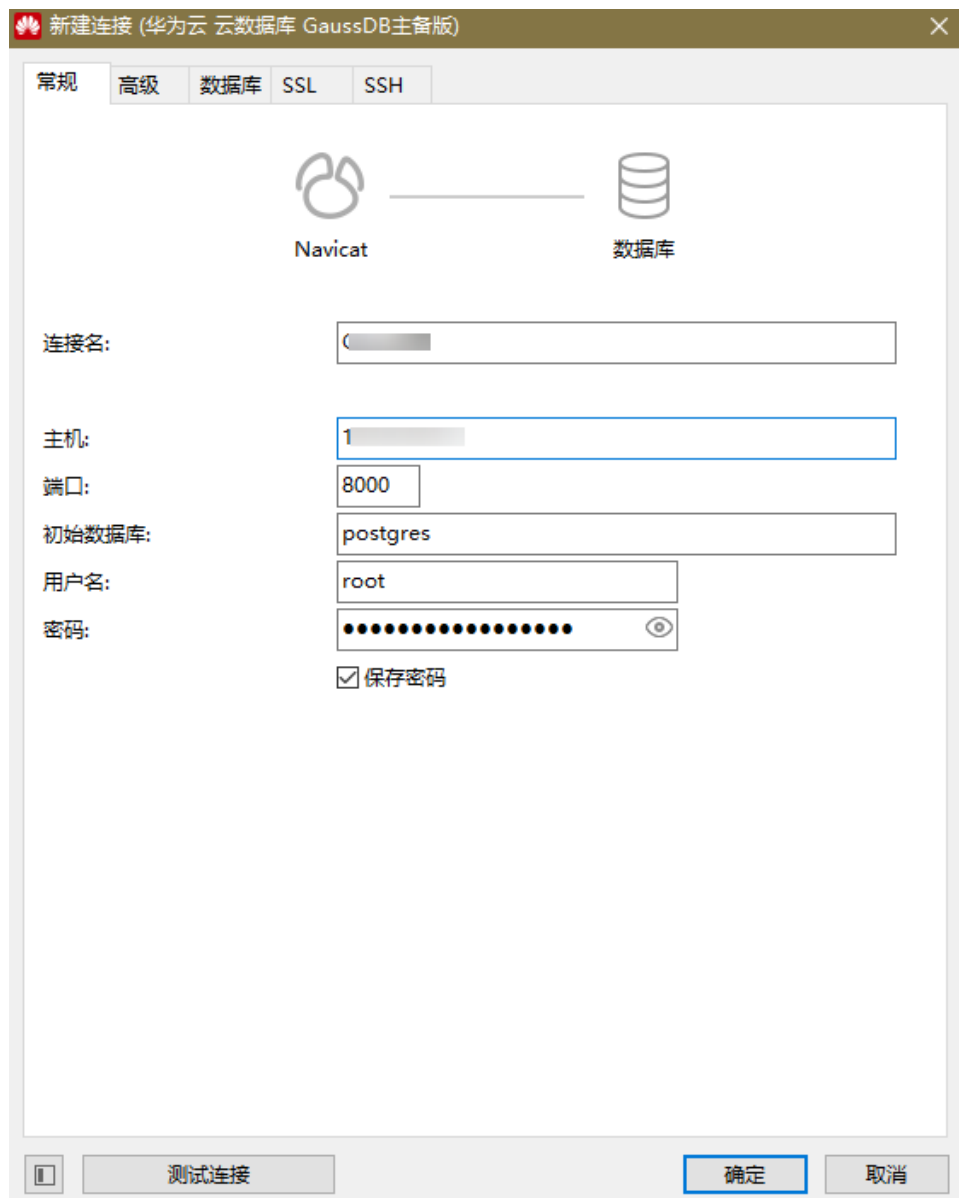 新建连接 (华为云 云数据库 GaussDB主备版)
常规 高级 数据库 SSL SSH
Navicat 数据库
连接名:
主机:
端口: 8000
初始数据库: postgres
用户名: root
密码: ●●●●●●●●●●●●●●●●●
保存密码
测试连接 确定 取消